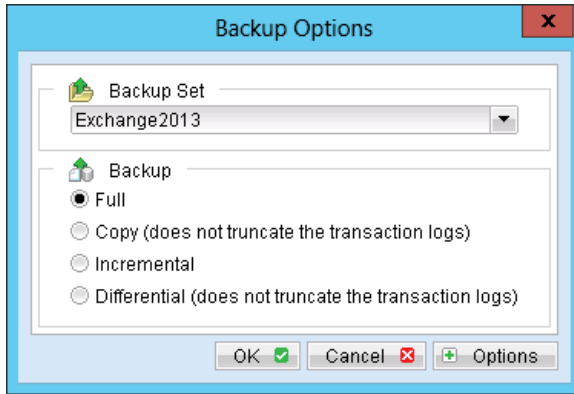 Backup Options
x
Backup Set
Exchange2013
Backup
Full
Copy (does not truncate the transaction logs)
Incremental
Differential (does not truncate the transaction logs)
OK Cancel Options